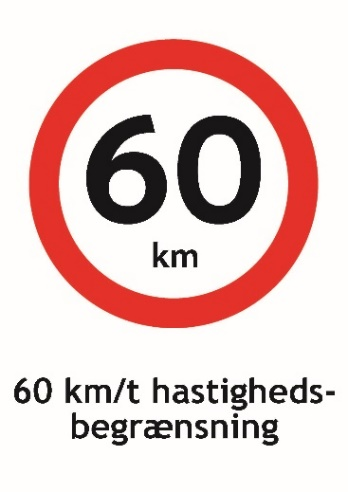 60
km
60 km/t hastigheds-
begrænsning